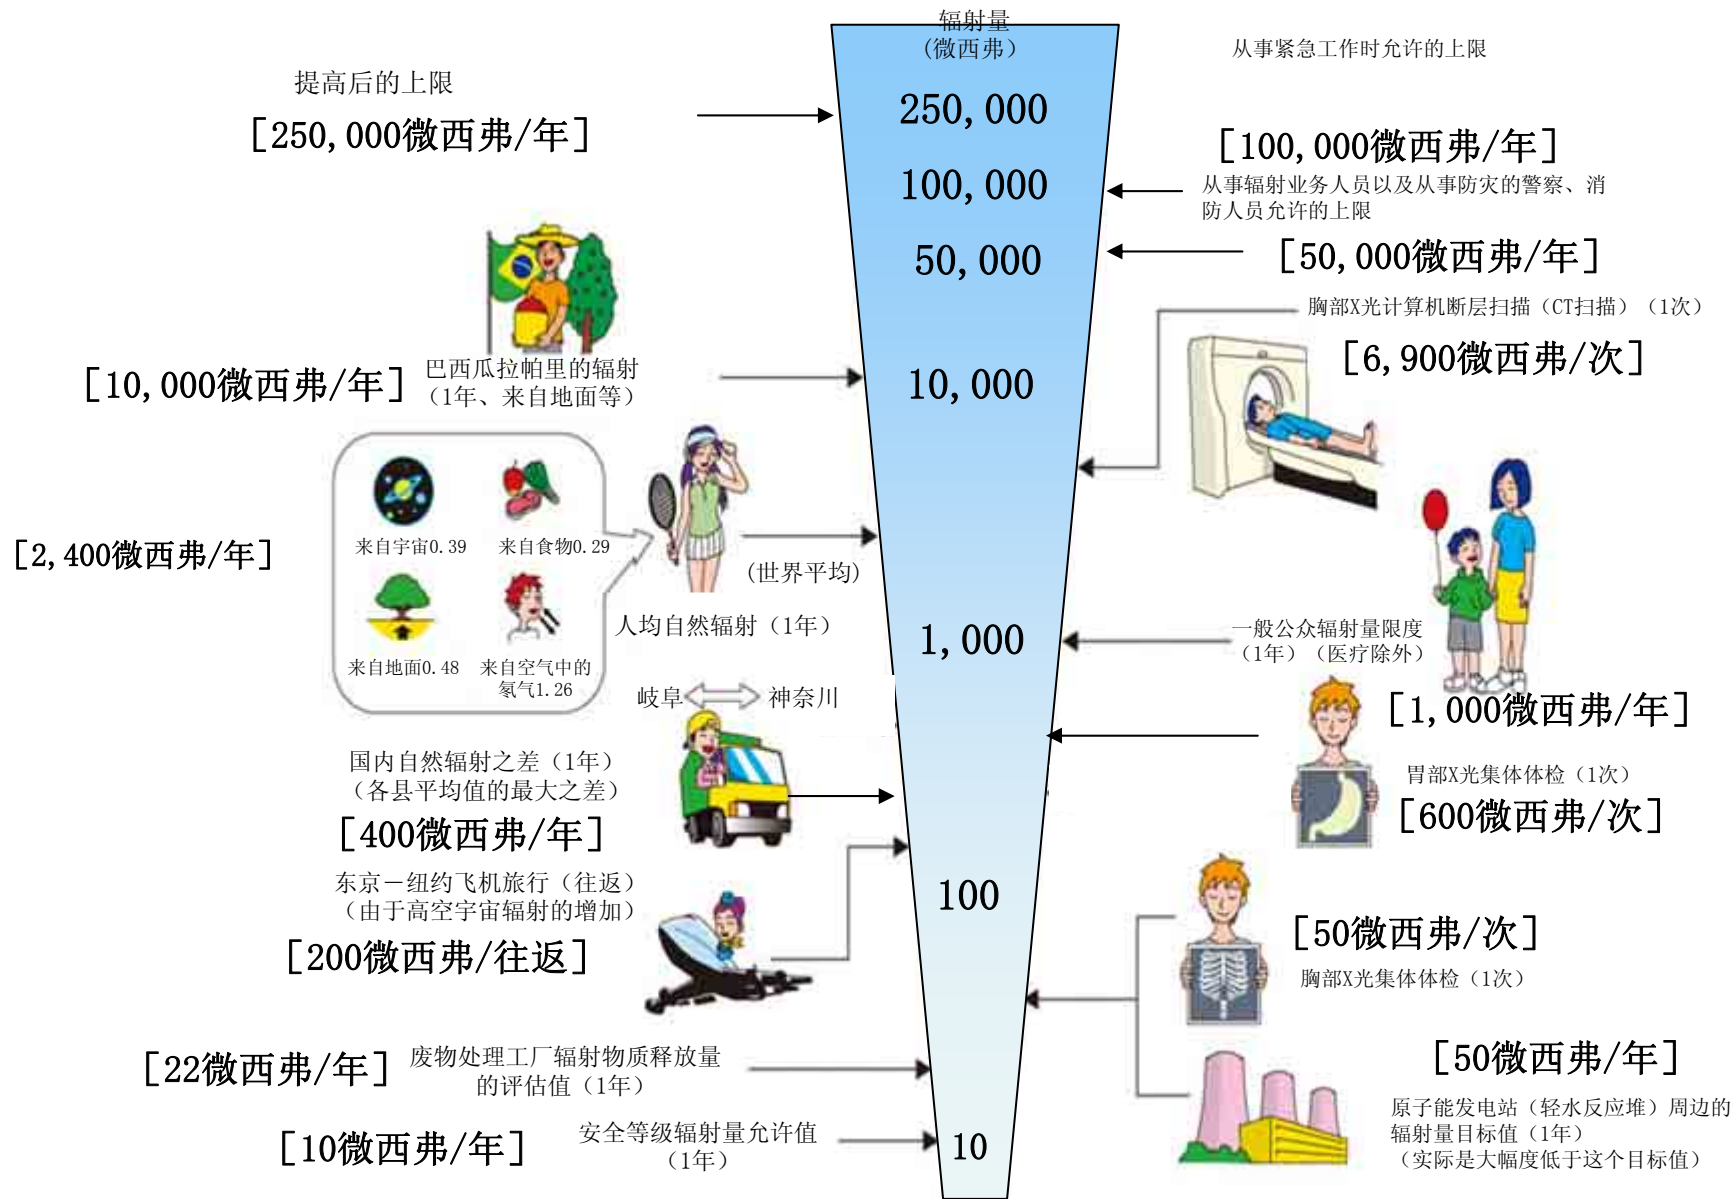 辐射量
(微西弗）
250,000
100,000
50,000
10,000
1,000
100
10
提高后的上限
[250,000微西弗/年]
[10,000微西弗/年]
巴西瓜拉帕里的辐射
（1年、来自地面等）
[2,400微西弗/年]
来自宇宙0.39
来自食物0.29
来自地面0.48
来自空气中的
氡气1.26
(世界平均)
人均自然辐射（1年）
岐阜
神奈川
国内自然辐射之差（1年）
（各县平均值的最大之差）
[400微西弗/年]
东京－纽约飞机旅行（往返）
（由于高空宇宙辐射的增加）
[200微西弗/往返]
[22微西弗/年]
废物处理工厂辐射物质释放量
的评估值（1年）
[10微西弗/年]
安全等级辐射量允许值
（1年）
从事紧急工作时允许的上限
[100,000微西弗/年]
从事辐射业务人员以及从事防灾的警察、消
防人员允许的上限
[50,000微西弗/年]
胸部X光计算机断层扫描（CT扫描）（1次）
[6,900微西弗/次]
一般公众辐射量限度
（1年）（医疗除外）
[1,000微西弗/年]
胃部X光集体体检（1次）
[600微西弗/次]
[50微西弗/次]
胸部X光集体体检（1次）
[50微西弗/年]
原子能发电站（轻水反应堆）周边的
辐射量目标值（1年）
（实际是大幅度低于这个目标值）